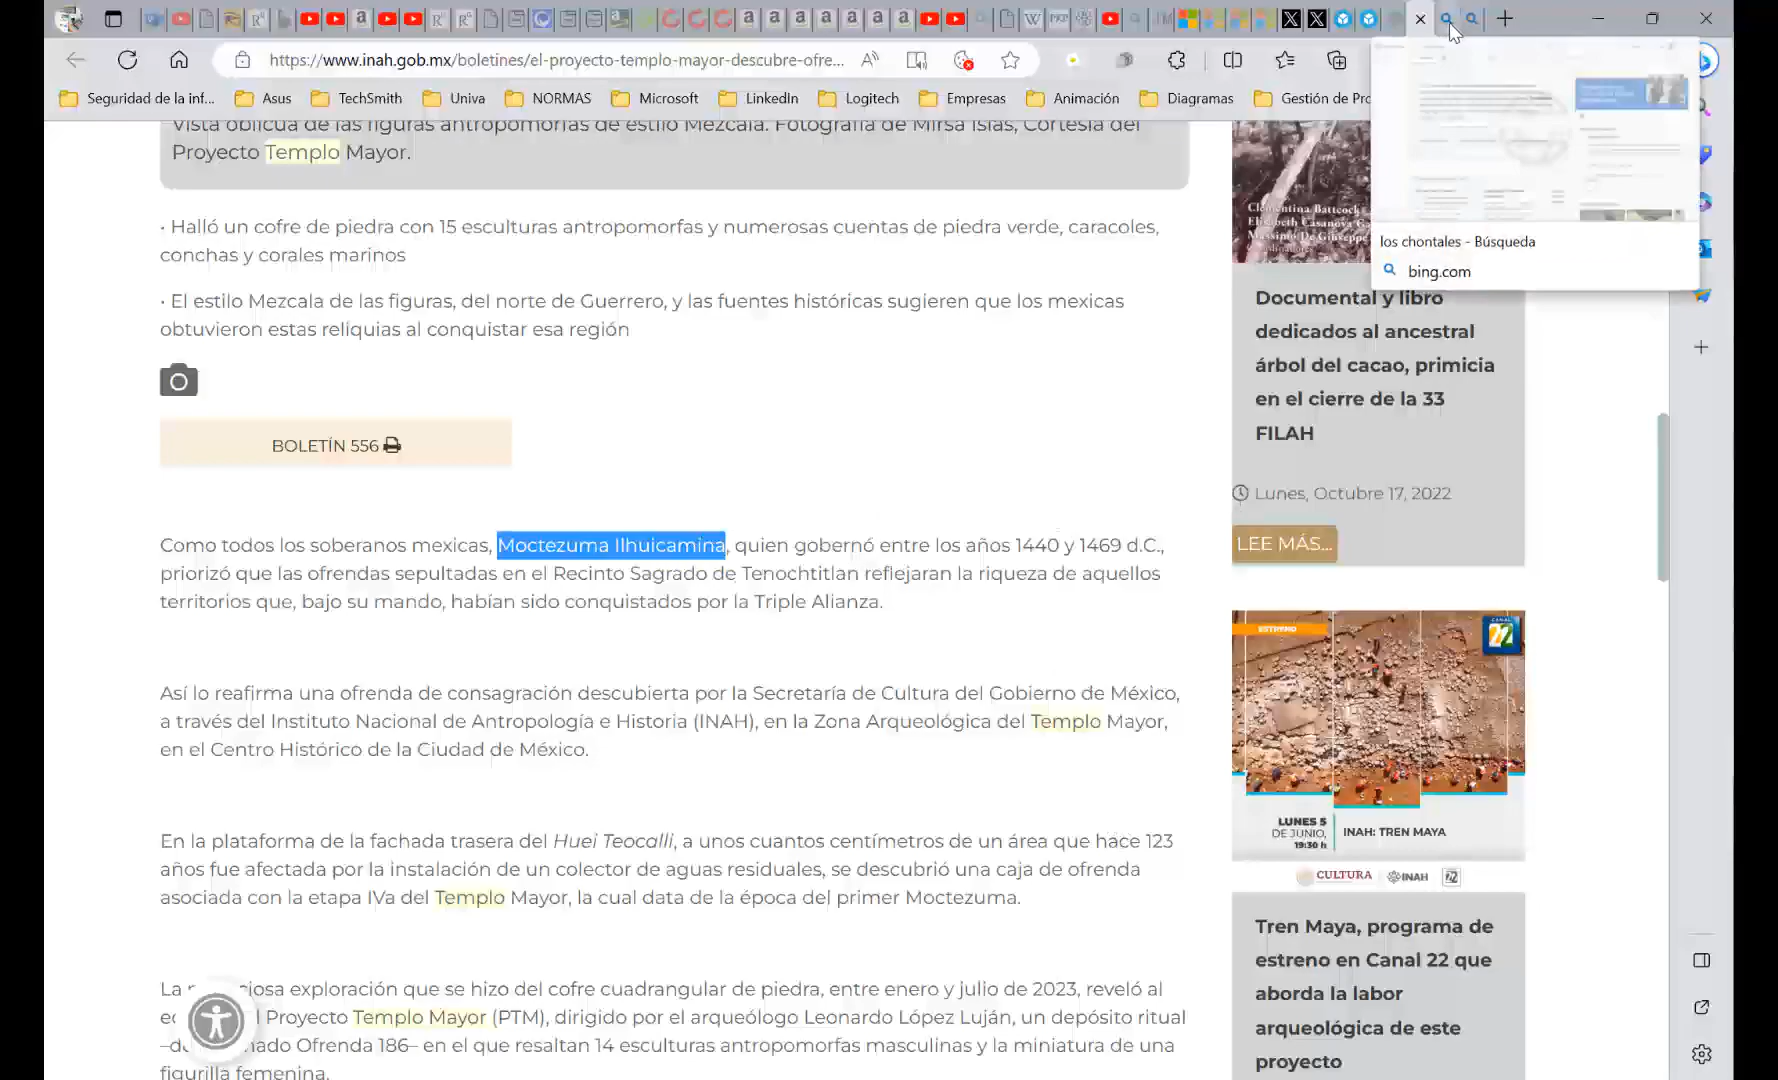 https://www.inah.gob.mx/boletines/el-proyecto-templo-mayor-descubre-ofre...
Seguridad de la inf...
Asus
TechSmith
Univa
NORMAS
Microsoft
LinkedIn
Logitech
Empresas
Animación
Diagramas
Gestión de Pro
los chontales - Búsqueda
bing.com
Vista oblicua de las figuras antropomorfas de estilo Mezcala. Fotografía de Mirsa Islas, Cortesía del
Proyecto Templo Mayor.
• Halló un cofre de piedra con 15 esculturas antropomorfas y numerosas cuentas de piedra verde, caracoles,
conchas y corales marinos
• El estilo Mezcala de las figuras, del norte de Guerrero, y las fuentes históricas sugieren que los mexicas
obtuvieron estas reliquias al conquistar esa región
BOLETÍN 556
Como todos los soberanos mexicas, Moctezuma Ilhuicamina, quien gobernó entre los años 1440 y 1469 d.C.,
priorizó que las ofrendas sepultadas en el Recinto Sagrado de Tenochtitlan reflejaran la riqueza de aquellos
territorios que, bajo su mando, habían sido conquistados por la Triple Alianza.
Así lo reafirma una ofrenda de consagración descubierta por la Secretaría de Cultura del Gobierno de México,
a través del Instituto Nacional de Antropología e Historia (INAH), en la Zona Arqueológica del Templo Mayor,
en el Centro Histórico de la Ciudad de México.
En la plataforma de la fachada trasera del Huei Teocalli, a unos cuantos centímetros de un área que hace 123
años fue afectada por la instalación de un colector de aguas residuales, se descubrió una caja de ofrenda
asociada con la etapa IVa del Templo Mayor, la cual data de la época del primer Moctezuma.
La exploración que se hizo del cofre cuadrangular de piedra, entre enero y julio de 2023, reveló al
Proyecto Templo Mayor (PTM), dirigido por el arqueólogo Leonardo López Luján, un depósito ritual
Ofrenda 186– en el que resaltan 14 esculturas antropomorfas masculinas y la miniatura de una
figurilla femenina.
Clementina Battcock
Elisabeth Casanova Ga
Massimo De Giuseppe
Documental y libro
dedicados al ancestral
árbol del cacao, primicia
en el cierre de la 33
FILAH
Lunes, Octubre 17, 2022
LEE MÁS...
ESTRENO
CANAL
22
LUNES 5
DE JUNIO,
19:30 h
INAH: TREN MAYA
CULTURA
INAH
22
Tren Maya, programa de
estreno en Canal 22 que
aborda la labor
arqueológica de este
proyecto